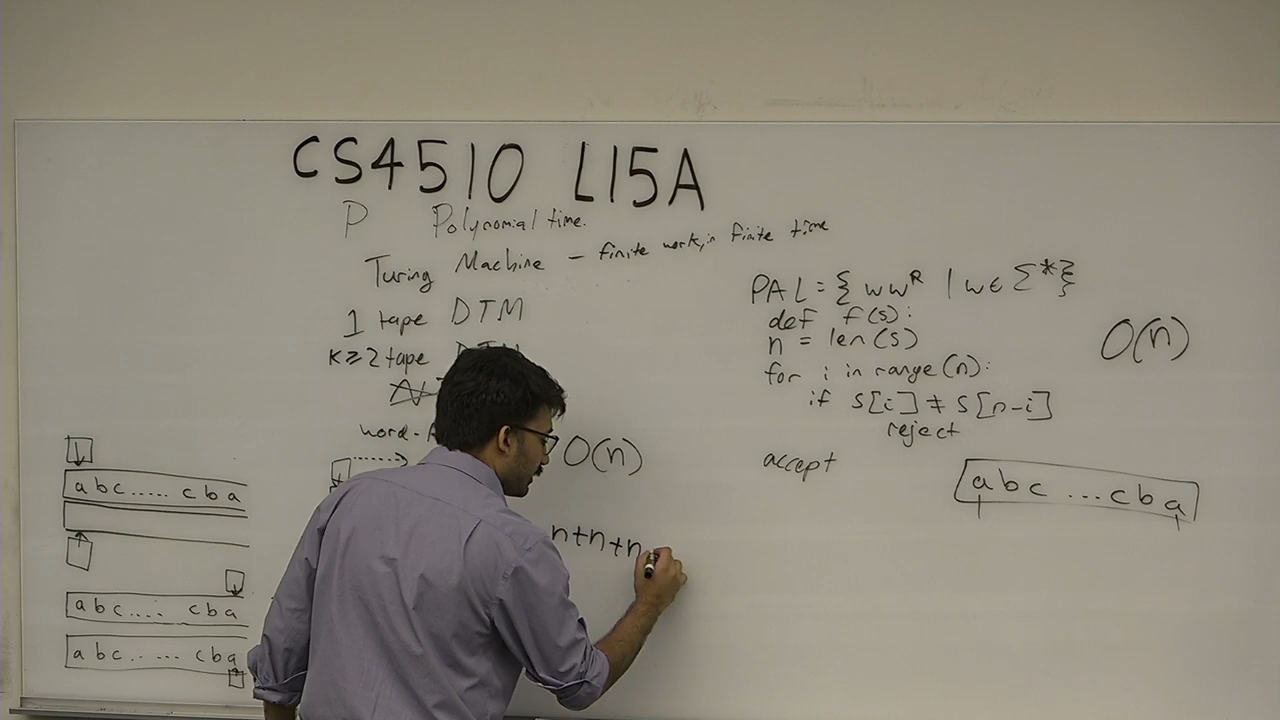 CS4510 L15A
P Polynomial time.
Turing Machine – finite work, in finite time
1 tape DTM
K≥2 tape DTM
word-
O(n)
n+n+n
abc..... cba
abc.... cba
abc..... cba
PAL = { ww^R | w∈ Σ*}
def f(s):
n = len(s)
for i in range(n):
if s[i] ≠ s[n-i]
reject
accept
O(n)
abc ...cba